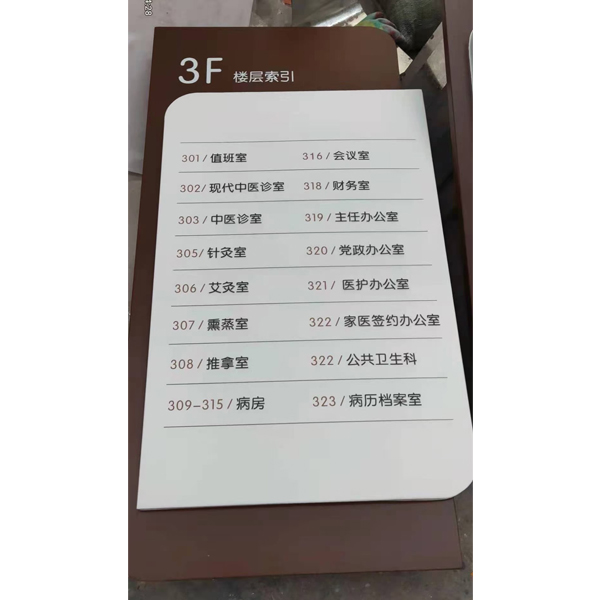 3F 楼层索引
301/值班室 316/会议室
302/现代中医诊室 318/财务室
303/中医诊室 319/主任办公室
305/针灸室 320/党政办公室
306/艾灸室 321/医护办公室
307/熏蒸室 322/家医签约办公室
308/推拿室 322/公共卫生科
309-315/病房 323/病历档案室